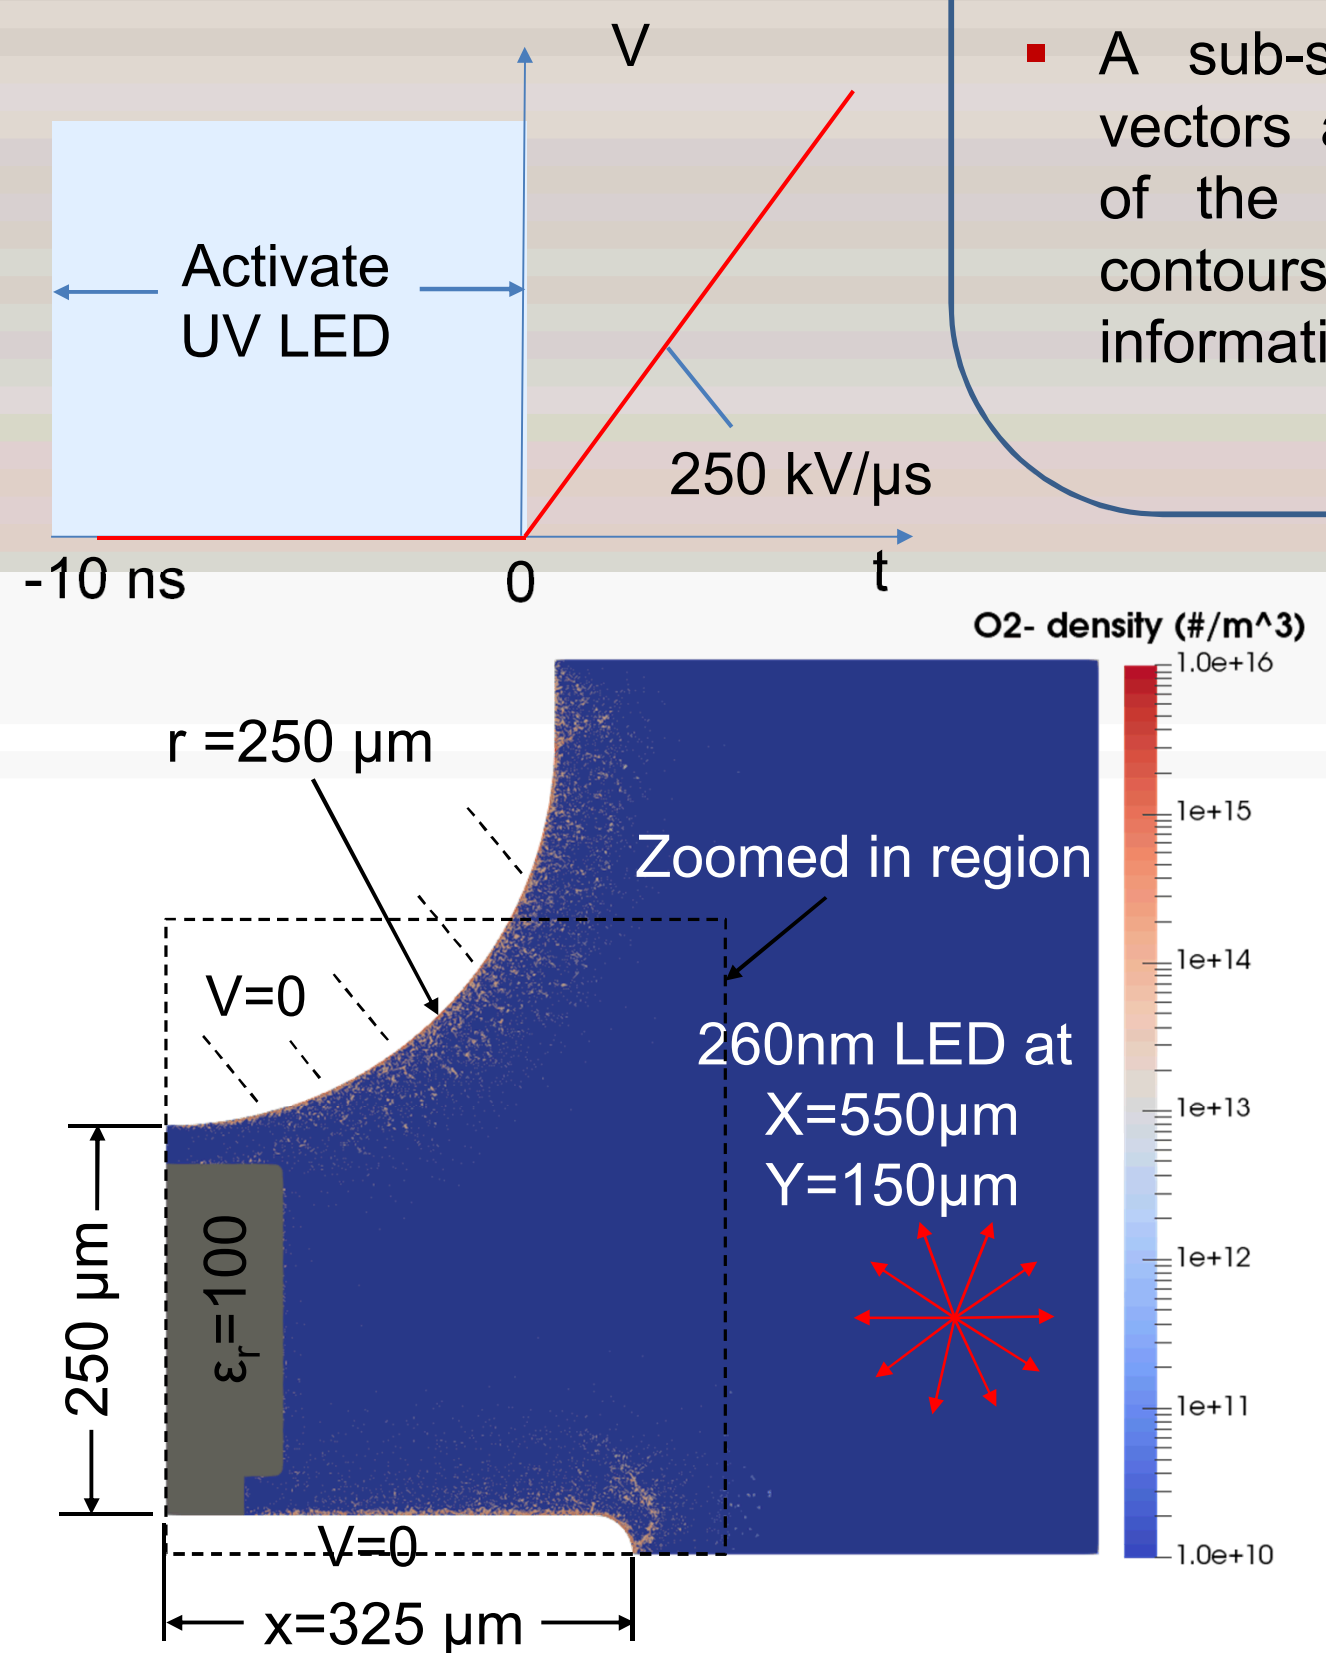 V
Activate
UV LED
250 kV/µs
-10 ns
0
t
A
vectors
of the
contours
O2- density (#/m^3)
1.0e+16
1e+15
1e+14
1e+13
1e+12
1e+11
1.0e+10
r =250 µm
Zoomed in region
V=0
260nm LED at
X=550µm
Y=150µm
250 µm
εr=100
V=0
x=325 µm